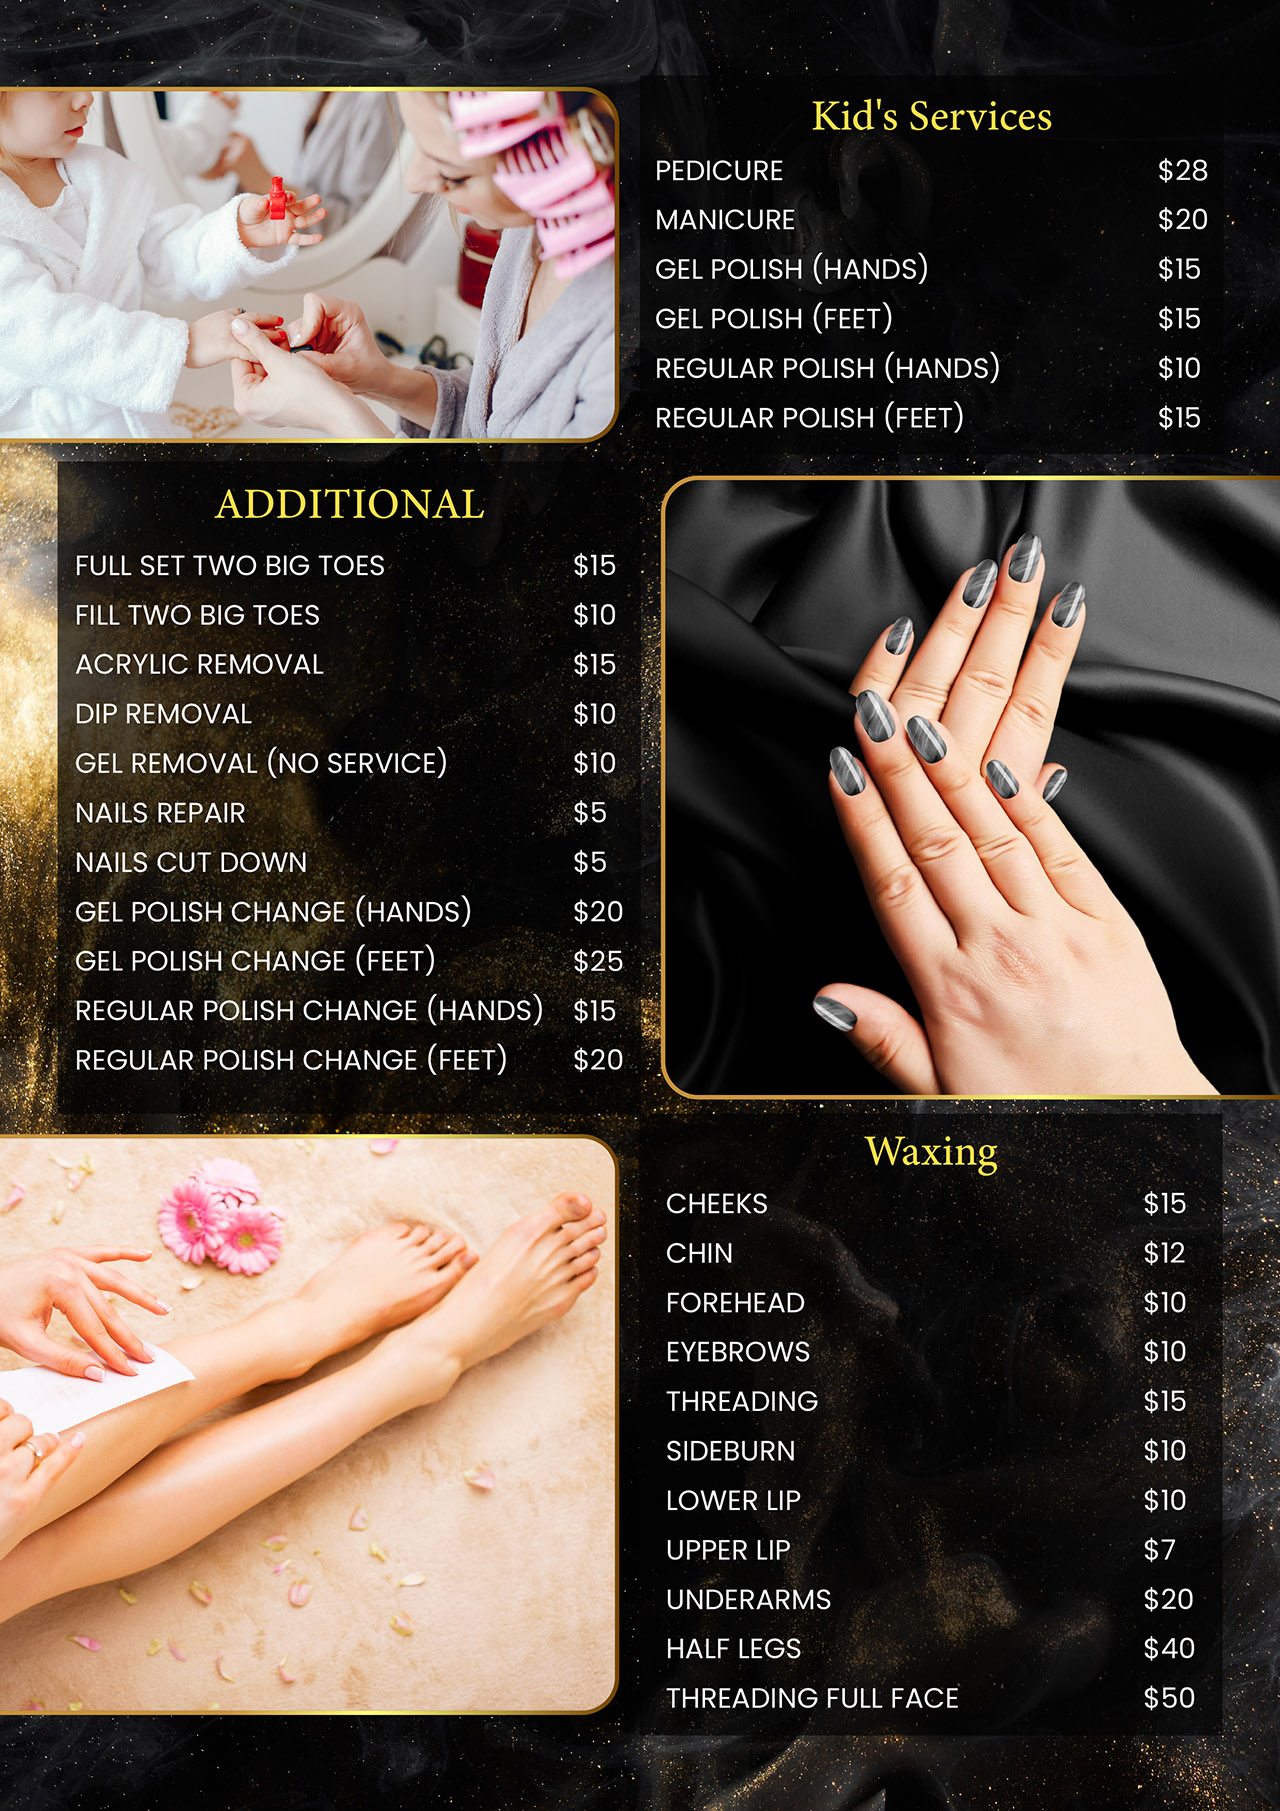 Kid's Services
PEDICURE $28
MANICURE $20
GEL POLISH (HANDS) $15
GEL POLISH (FEET) $15
REGULAR POLISH (HANDS) $10
REGULAR POLISH (FEET) $15
ADDITIONAL
FULL SET TWO BIG TOES $15
FILL TWO BIG TOES $10
ACRYLIC REMOVAL $15
DIP REMOVAL $10
GEL REMOVAL (NO SERVICE) $10
NAILS REPAIR $5
NAILS CUT DOWN $5
GEL POLISH CHANGE (HANDS) $20
GEL POLISH CHANGE (FEET) $25
REGULAR POLISH CHANGE (HANDS) $15
REGULAR POLISH CHANGE (FEET) $20
Waxing
CHEEKS $15
CHIN $12
FOREHEAD $10
EYEBROWS $10
THREADING $15
SIDEBURN $10
LOWER LIP $10
UPPER LIP $7
UNDERARMS $20
HALF LEGS $40
THREADING FULL FACE $50